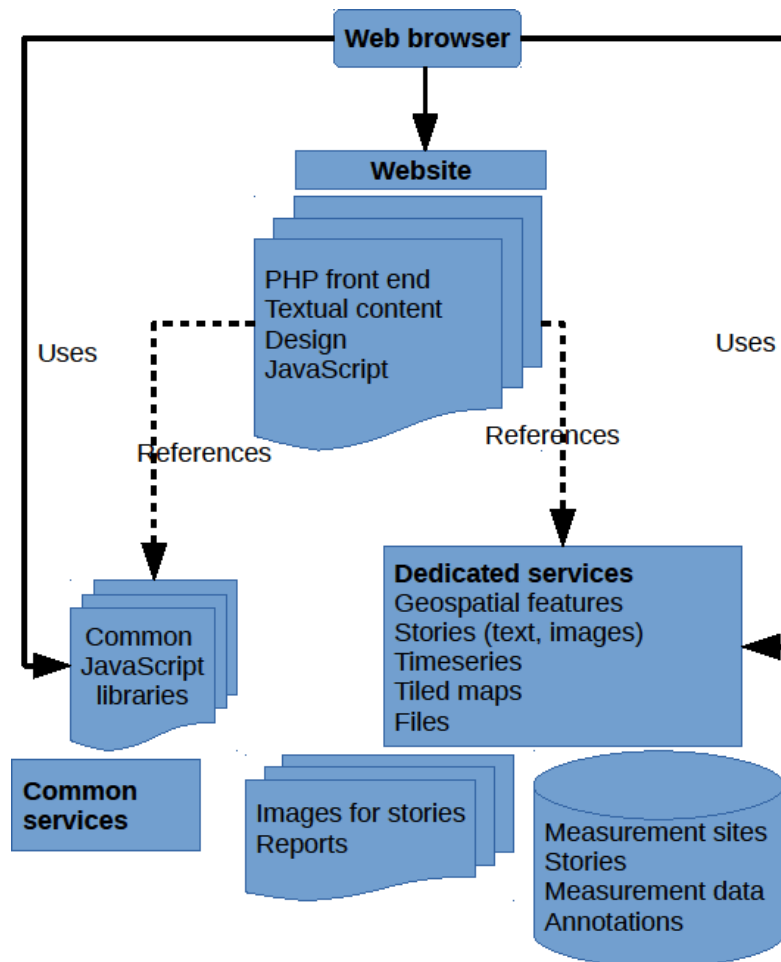 Web browser
Website
PHP front end
Textual content
Design
JavaScript
Uses
Uses
References
References
Common
JavaScript
libraries
Dedicated services
Geospatial features
Stories (text, images)
Timeseries
Tiled maps
Files
Common
services
Images for stories
Reports
Measurement sites
Stories
Measurement data
Annotations